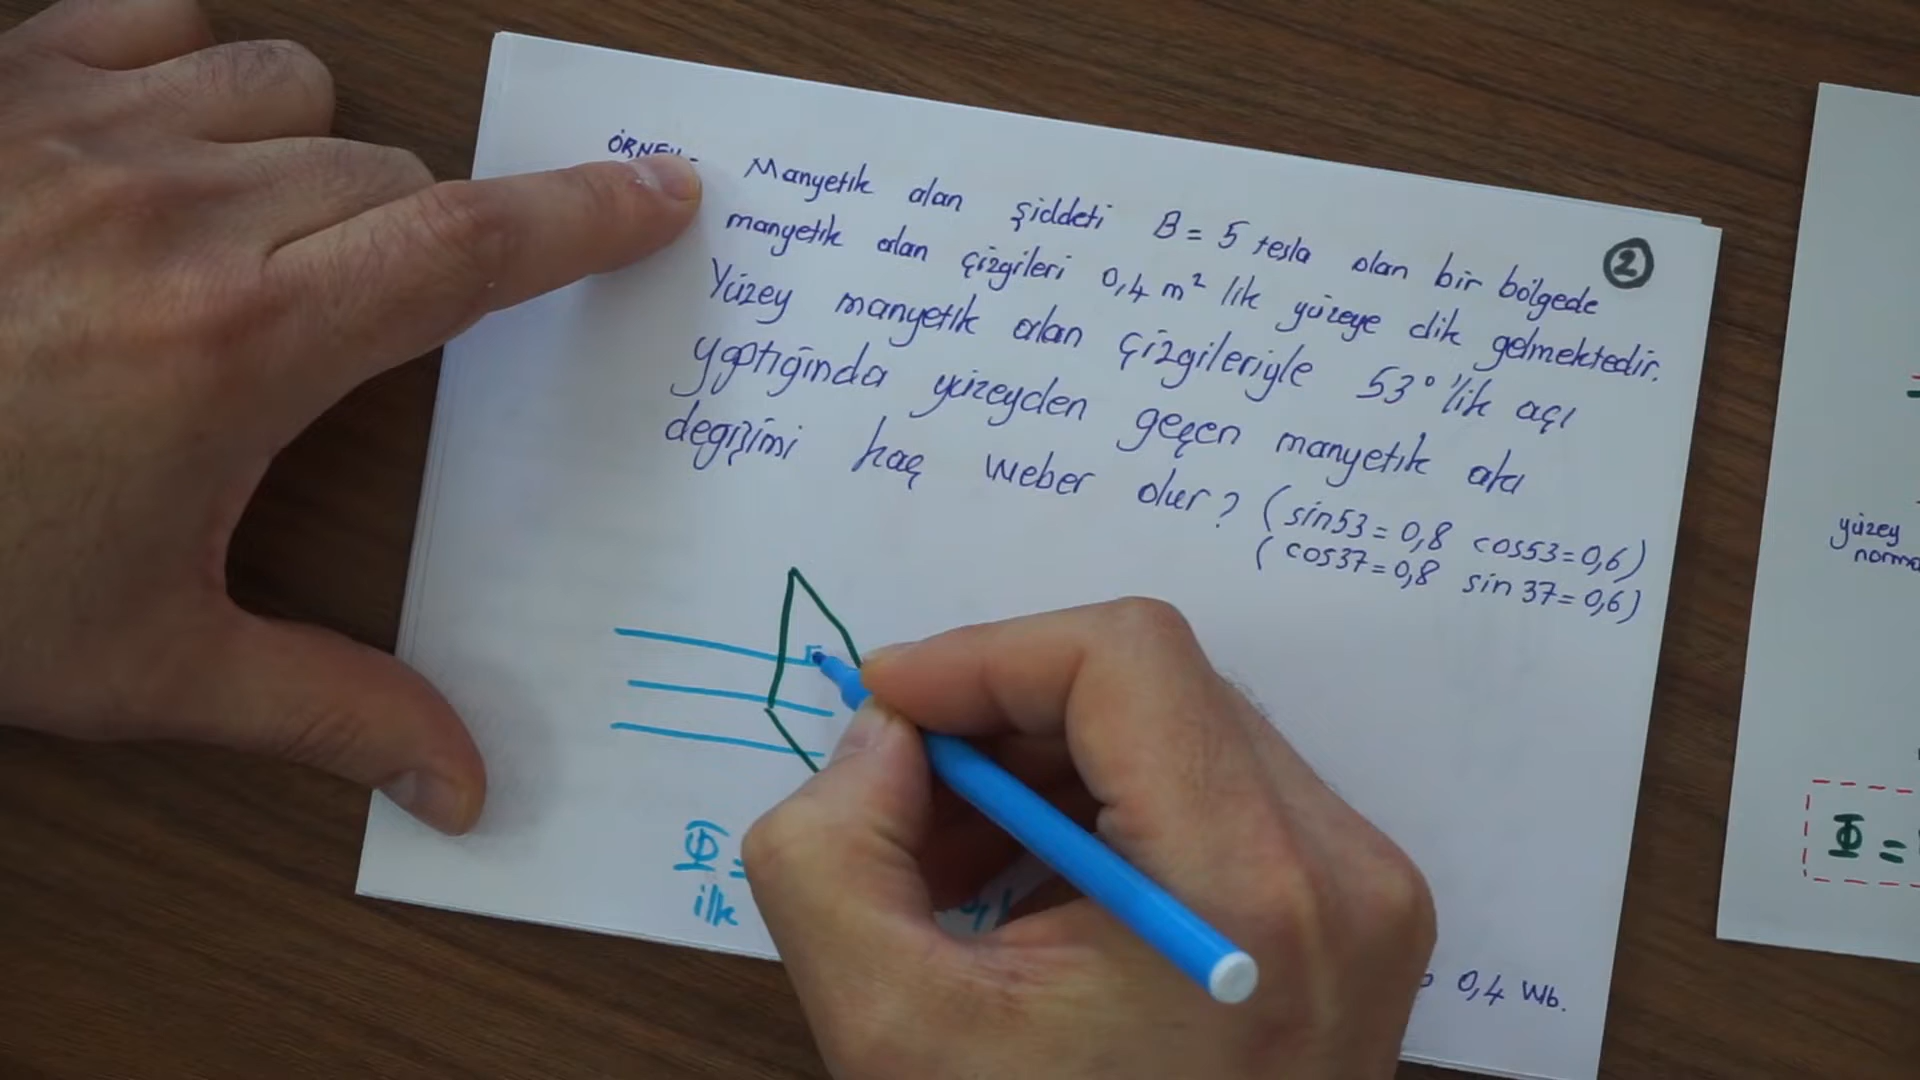 Manyetik alan şiddeti B = 5 tesla olan bir bölgede
manyetik alan çizgileri 0,4 m² lik yüzeye dik gelmektedir.
Yüzey manyetik alan çizgileriyle 53° 'lik açı
yaptığında yüzeyden geçen manyetik akı
değişimi kaç weber olur? (sin53=0,8 cos53=0,6)
(cos37=0,8 sin 37=0,6)
2
Φ =
ilk
0,4 Wb.
yüzey
Φ =